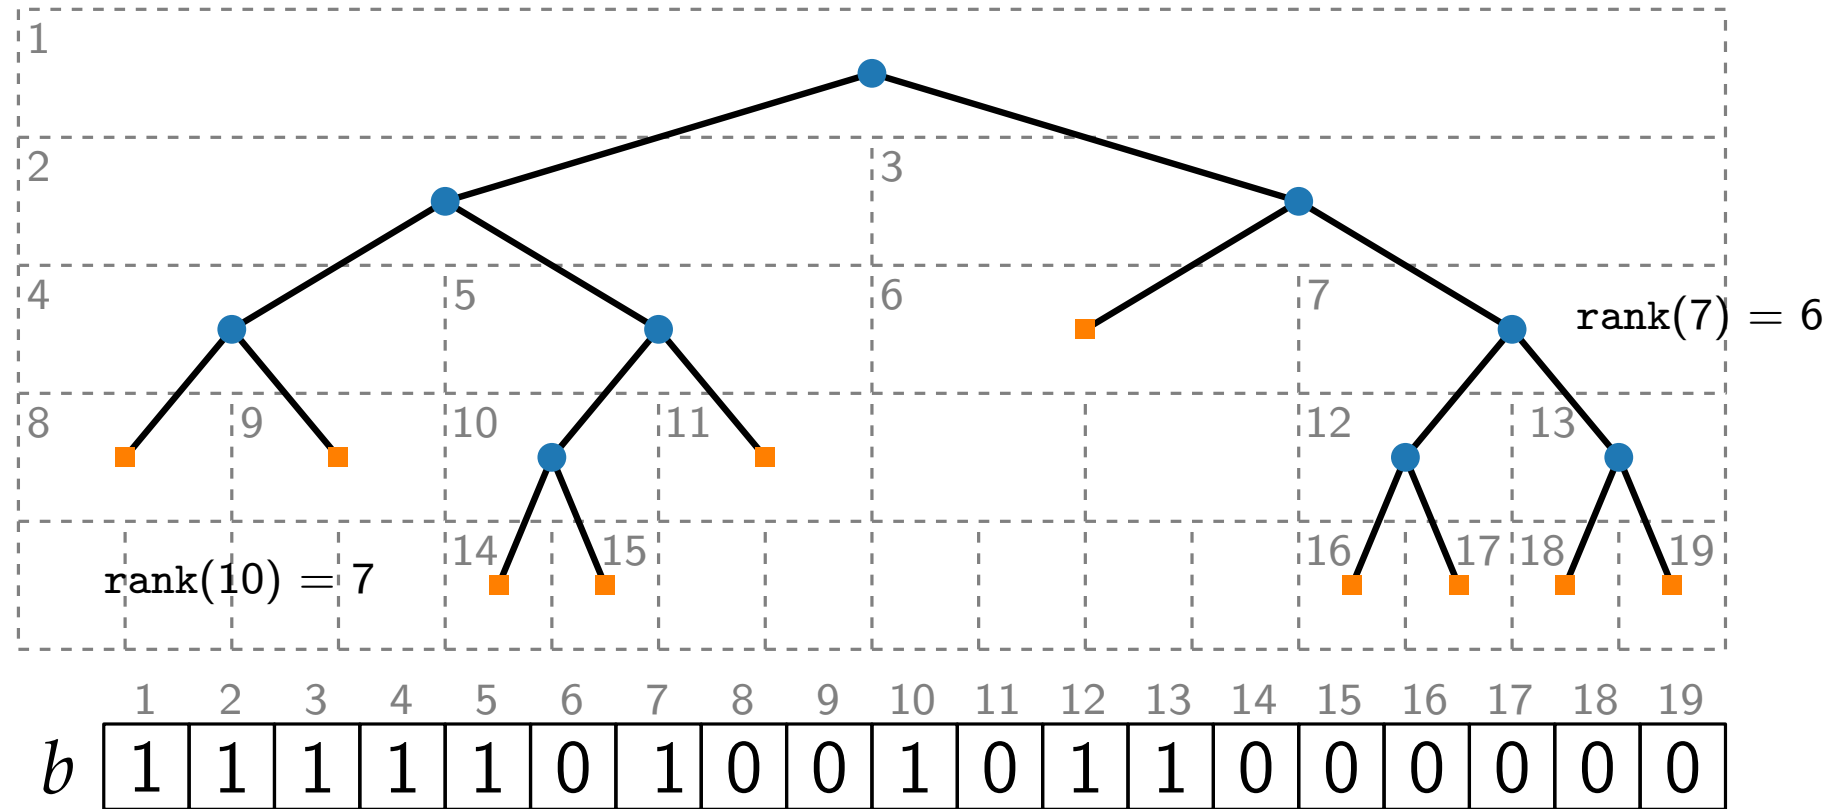 1
2 3
4 5 6 7
rank(7) = 6
8 9 10 11 12 13
14 15 16 17 18 19
rank(10) = 7
1 2 3 4 5 6 7 8 9 10 11 12 13 14 15 16 17 18 19
b 1 1 1 1 1 0 1 0 0 1 0 1 1 0 0 0 0 0 0